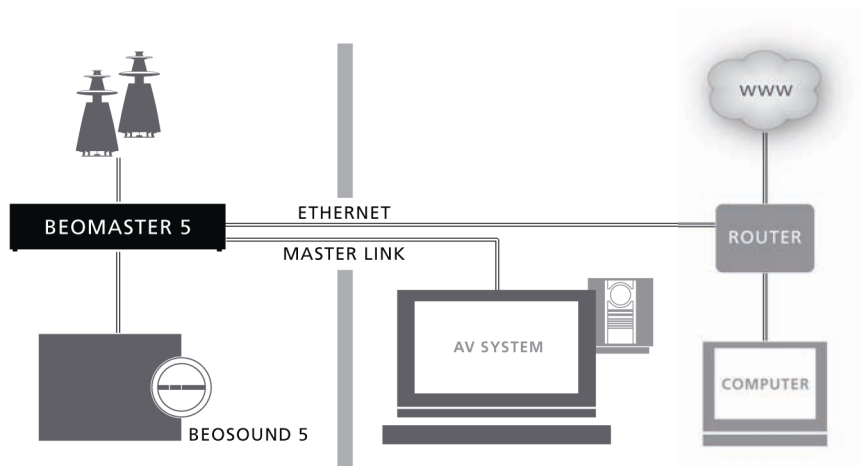 WWW
ETHERNET
BEOMASTER 5
ROUTER
MASTER LINK
AV SYSTEM
COMPUTER
BEOSOUND 5